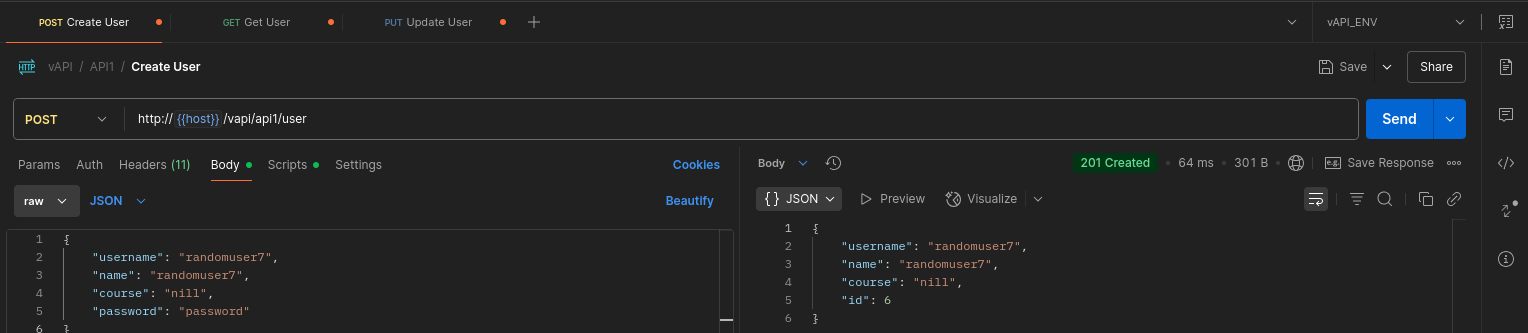 POST Create User GET Get User PUT Update User vAPI_ENV
HTTP vAPI / API1 / Create User Save Share
POST http://{{host}}/vapi/api1/user Send
Params Auth Headers (11) Body Scripts Settings Cookies
Body 201 Created 64 ms 301 B e.g. Save Response
raw JSON Beautify
{} JSON Preview Visualize
1 {
2 "username": "randomuser7",
3 "name": "randomuser7",
4 "course": "nill",
5 "password": "password"
6 }
1 {
2 "username": "randomuser7",
3 "name": "randomuser7",
4 "course": "nill",
5 "id": 6
6 }